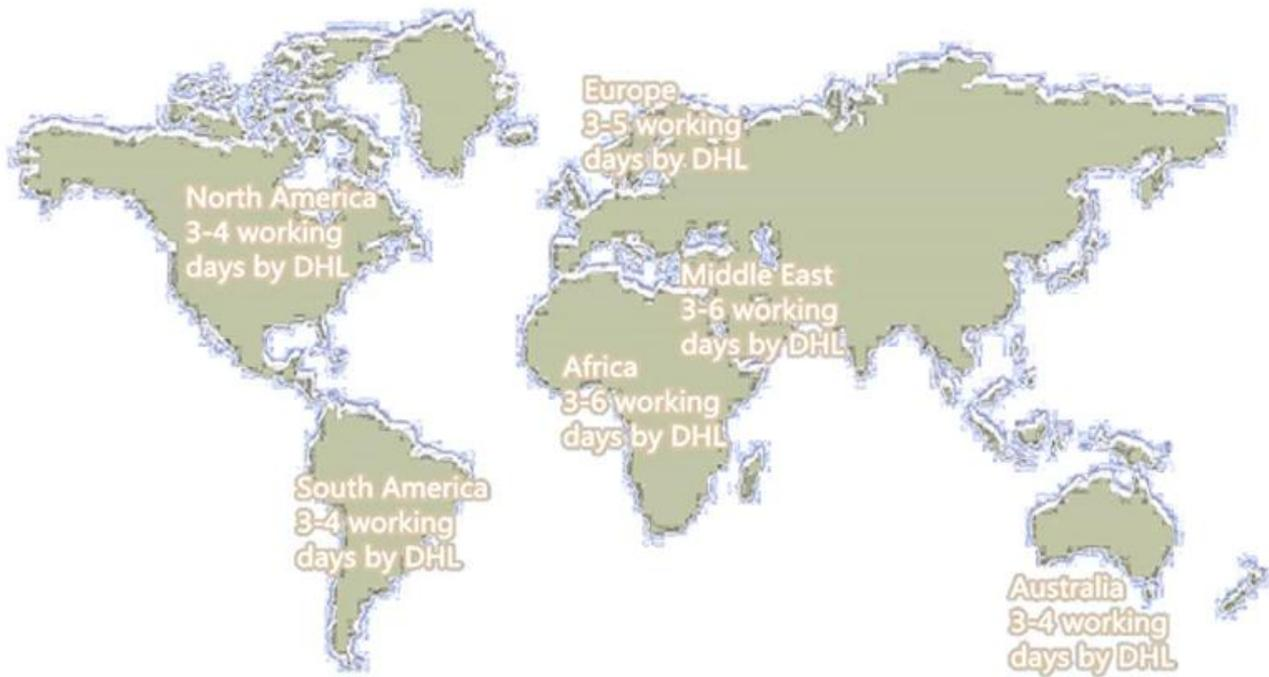 Europe
3-5 working
days by DHL
North America
3-4 working
days by DHL
Middle East
3-6 working
days by DHL
Africa
3-6 working
days by DHL
South America
3-4 working
days by DHL
Australia
3-4 working
days by DHL